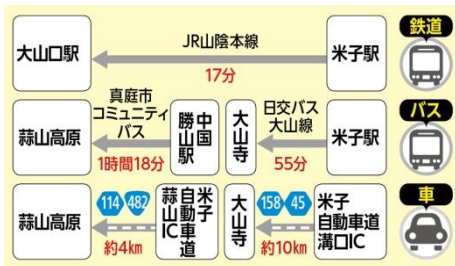 鉄道
大山口駅
JR山陰本線
17分
米子駅
バス
蒜山高原
真庭市
コミュニティ
バス
1時間18分
中国
勝山駅
大山寺
日交バス
大山線
55分
米子駅
車
蒜山高原
114 482
約4km
米子
自動車道
蒜山IC
大山寺
158 45
約10km
米子
自動車道
溝口IC